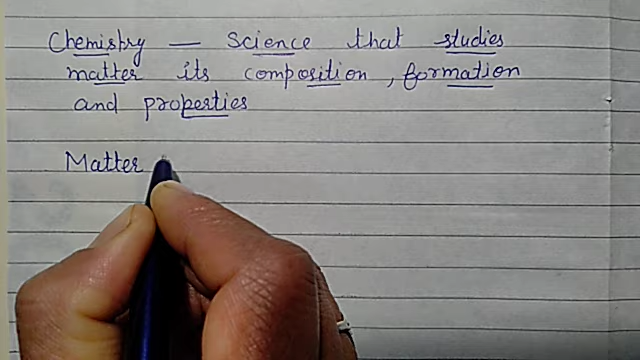 Chemistry — Science that studies
matter its composition, formation
and properties
Matter